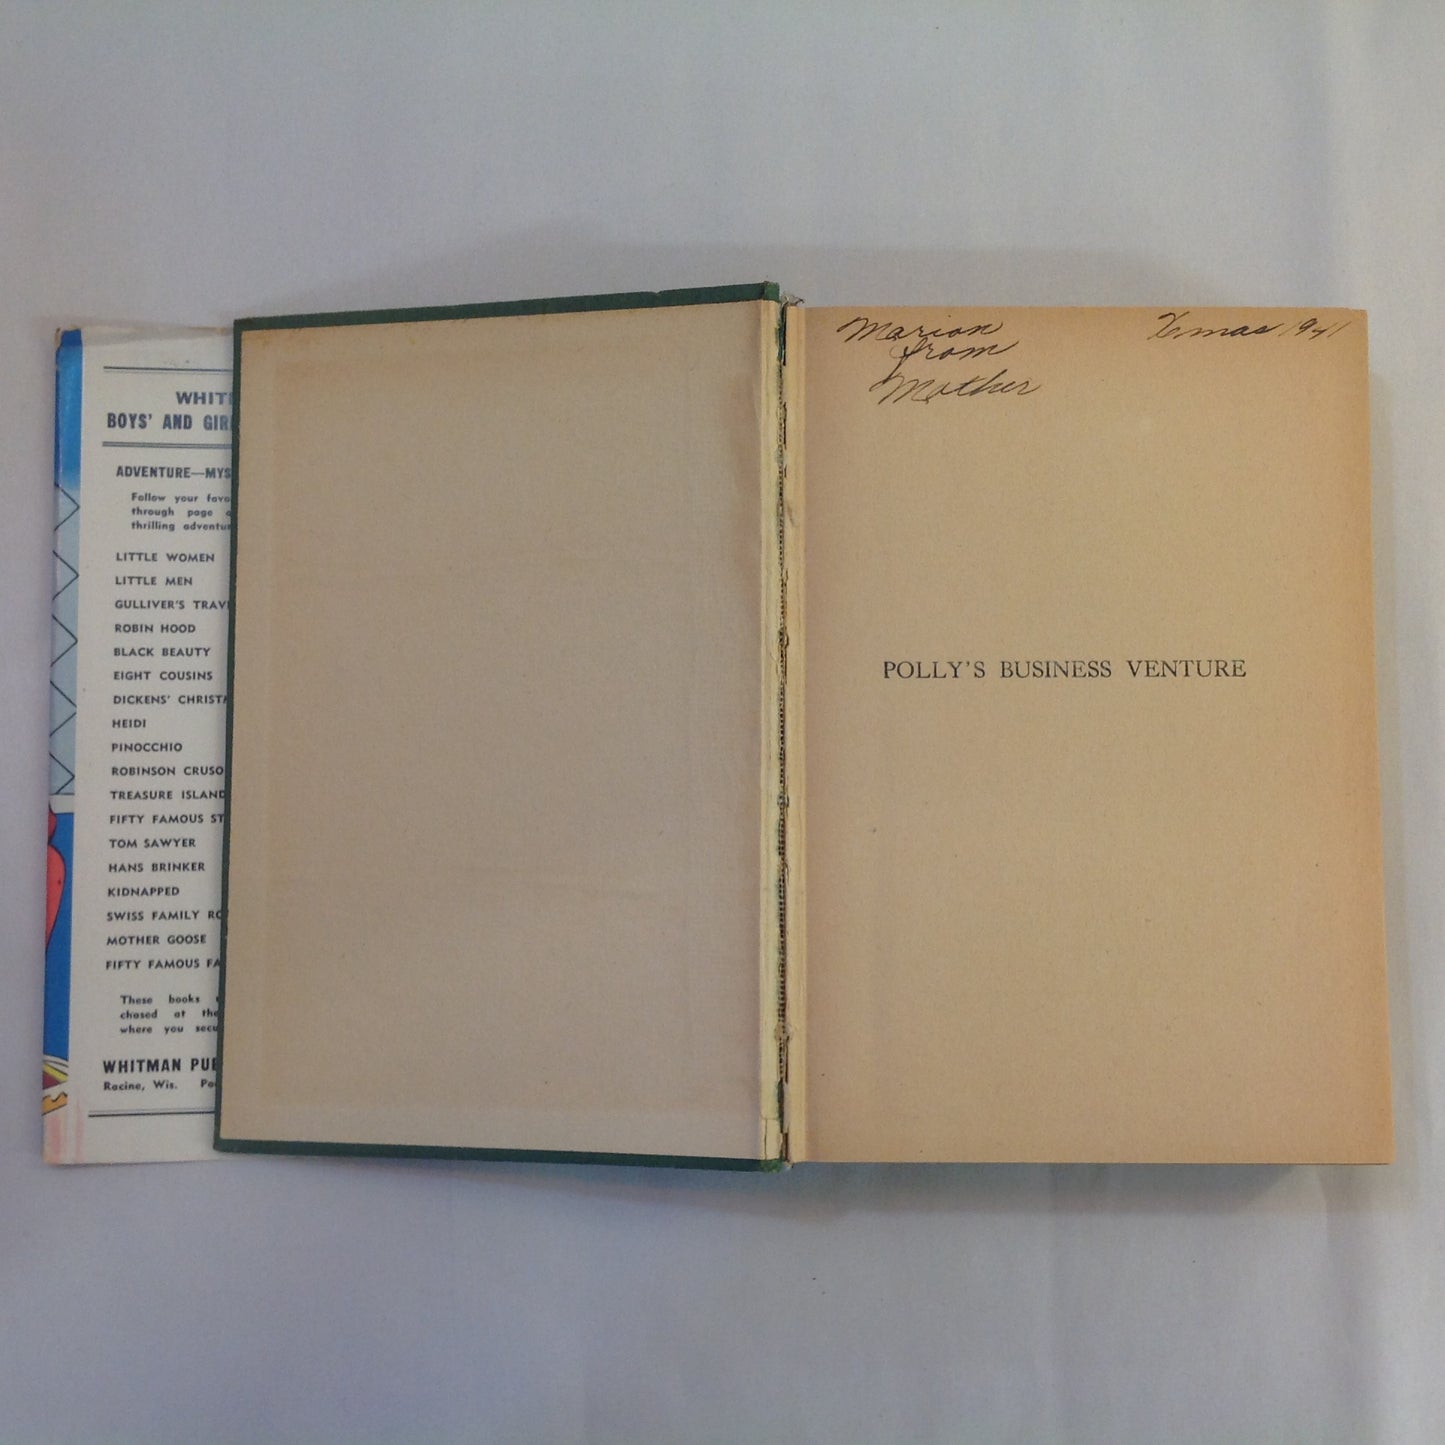 WHIT
BOYS' AND GIR
ADVENTURE—MYS
Follow your favo
through page
thrilling adventu
LITTLE WOMEN
LITTLE MEN
GULLIVER'S TRAV
ROBIN HOOD
BLACK BEAUTY
EIGHT COUSINS
DICKENS' CHRIST
HEIDI
PINOCCHIO
ROBINSON CRUSO
TREASURE ISLAND
FIFTY FAMOUS ST
TOM SAWYER
HANS BRINKER
KIDNAPPED
SWISS FAMILY RO
MOTHER GOOSE
FIFTY FAMOUS FA
These books
chased at the
where you secu
WHITMAN PUB
Racine, Wis. Po
Marion
from
Mother
Xmas 1941
POLLY'S BUSINESS VENTURE